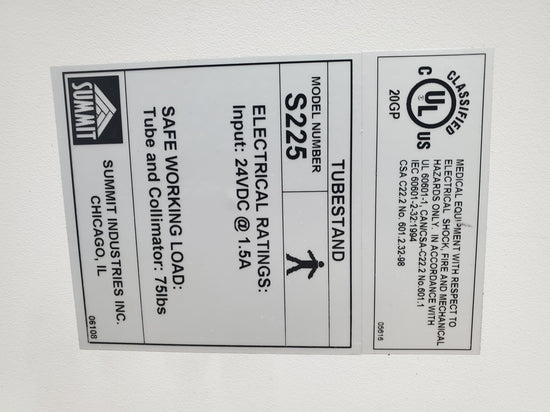 CLASSIFIED
C UL US
®
20GP
MEDICAL EQUIPMENT WITH RESPECT TO
ELECTRICAL SHOCK, FIRE AND MECHANICAL
HAZARDS ONLY. IN ACCORDANCE WITH
UL 60601-1, CAN/CSA-C22.2 No.601.1
IEC 60601-2-32:1994
CSA C22.2 No. 601.2.32-98
05616
TUBESTAND
MODEL NUMBER
S225
ELECTRICAL RATINGS:
Input: 24VDC @ 1.5A
SAFE WORKING LOAD:
Tube and Collimator: 75lbs
SUMMIT
SUMMIT INDUSTRIES INC.
CHICAGO, IL
06108